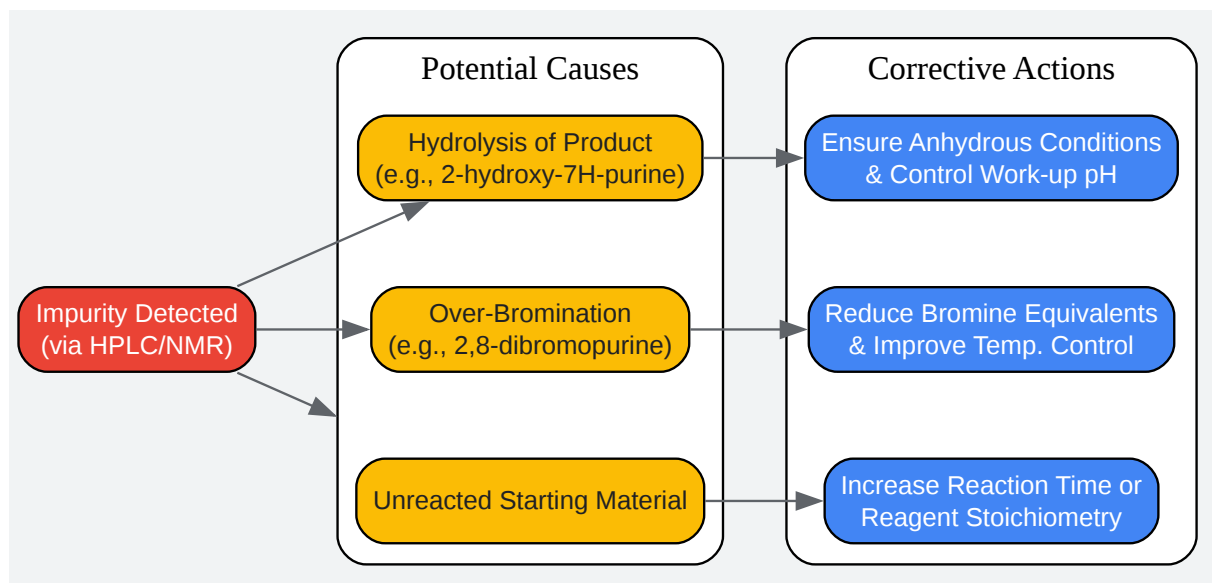 Potential Causes
Corrective Actions
Hydrolysis of Product
(e.g., 2-hydroxy-7H-purine)
Ensure Anhydrous Conditions
& Control Work-up pH
Impurity Detected
(via HPLC/NMR)
Over-Bromination
(e.g., 2,8-dibromopurine)
Reduce Bromine Equivalents
& Improve Temp. Control
Unreacted Starting Material
Increase Reaction Time or
Reagent Stoichiometry